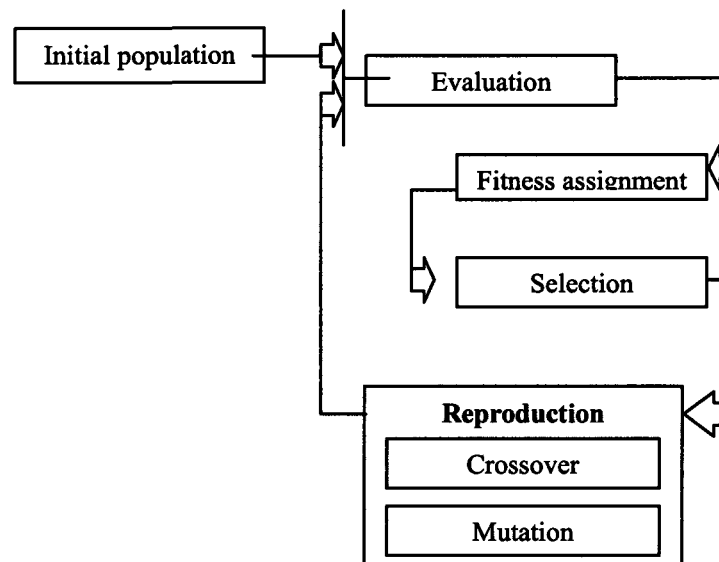 Initial population
Evaluation
Fitness assignment
Selection
Reproduction
Crossover
Mutation